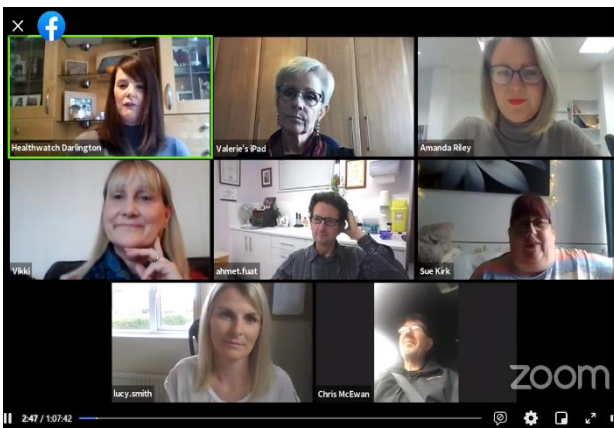 Healthwatch Darlington
Valerie's iPad
Amanda Riley
Vikki
ahmet.fuat
Sue Kirk
lucy.smith
Chris McEwan
zoom
2:47 / 1:07:42